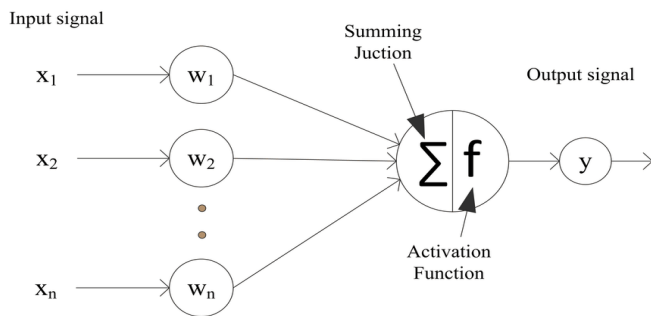 Input signal
Summing
Juction
Output signal
x₁
w₁
x₂
w₂
∑ f
y
Activation
Function
xₙ
wₙ